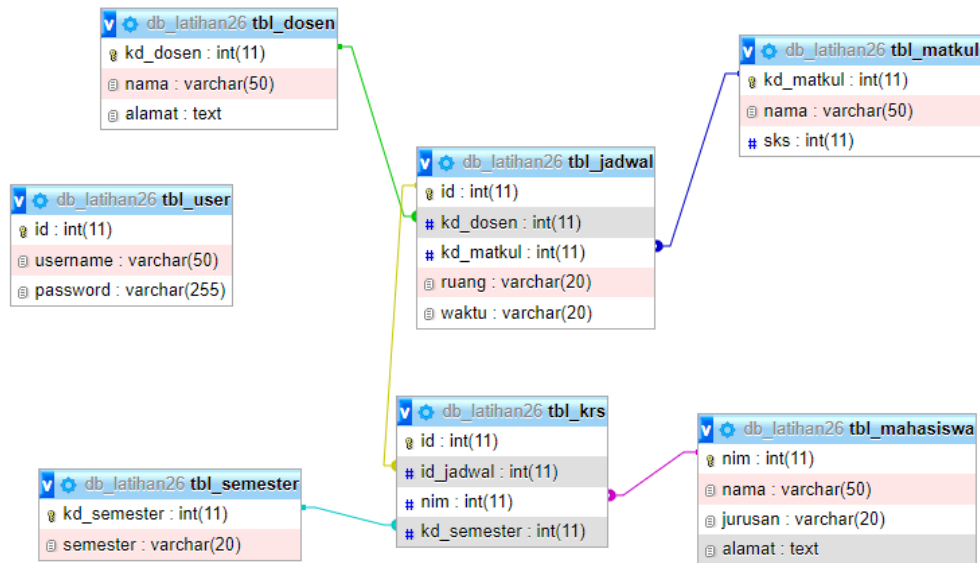 db_latihan26 tbl_dosen
kd_dosen : int(11)
nama : varchar(50)
alamat : text
db_latihan26 tbl_matkul
kd_matkul : int(11)
nama : varchar(50)
sks : int(11)
db_latihan26 tbl_jadwal
id : int(11)
kd_dosen : int(11)
kd_matkul : int(11)
ruang : varchar(20)
waktu : varchar(20)
db_latihan26 tbl_user
id : int(11)
username : varchar(50)
password : varchar(255)
db_latihan26 tbl_krs
id : int(11)
id_jadwal : int(11)
nim : int(11)
kd_semester : int(11)
db_latihan26 tbl_mahasiswa
nim : int(11)
nama : varchar(50)
jurusan : varchar(20)
alamat : text
db_latihan26 tbl_semester
kd_semester : int(11)
semester : varchar(20)